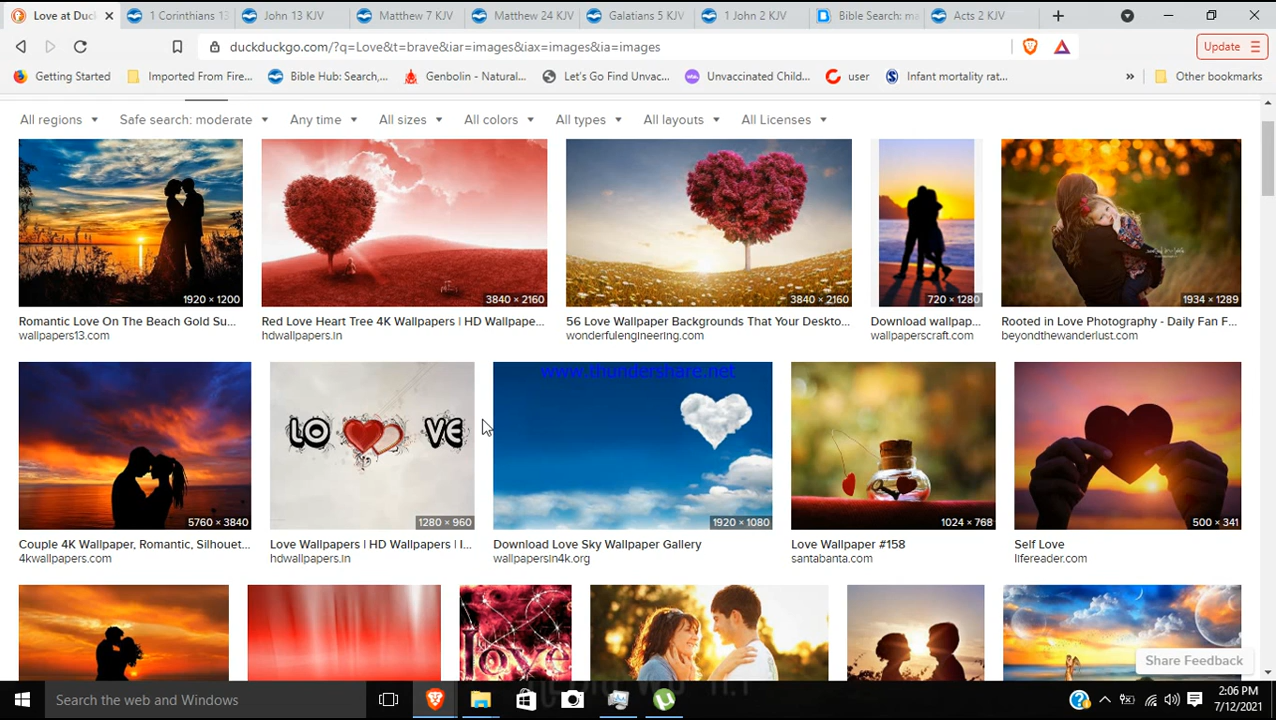 Love at Duck
1 Corinthians 13
John 13 KJV
Matthew 7 KJV
Matthew 24 KJV
Galatians 5 KJV
1 John 2 KJV
Bible Search: ma
Acts 2 KJV
duckduckgo.com/?q=Love&t=brave&iar=images&iax=images&ia=images
Update
Getting Started
Imported From Fire...
Bible Hub: Search,...
Genbolin - Natural...
Let's Go Find Unvac...
Unvaccinated Child...
user
Infant mortality rat...
»
Other bookmarks
All regions
Safe search: moderate
Any time
All sizes
All colors
All types
All layouts
All Licenses
1920 × 1200
3840 × 2160
3840 × 2160
720 × 1280
1934 × 1289
Romantic Love On The Beach Gold Su...
wallpapers13.com
Red Love Heart Tree 4K Wallpapers | HD Wallpape...
hdwallpapers.in
56 Love Wallpaper Backgrounds That Your Deskto...
wonderfulengineering.com
Download wallpap...
wallpaperscraft.com
Rooted in Love Photography - Daily Fan F...
beyondthewanderlust.com
www.thundershare.net
LO VE
5760 × 3840
1280 × 960
1920 × 1080
1024 × 768
500 × 341
Couple 4K Wallpaper, Romantic, Silhouet...
4kwallpapers.com
Love Wallpapers | HD Wallpapers | I...
hdwallpapers.in
Download Love Sky Wallpaper Gallery
wallpapersin4k.org
Love Wallpaper #158
santabanta.com
Self Love
lifereader.com
love
Share Feedback
Search the web and Windows
2:06 PM
7/12/2021